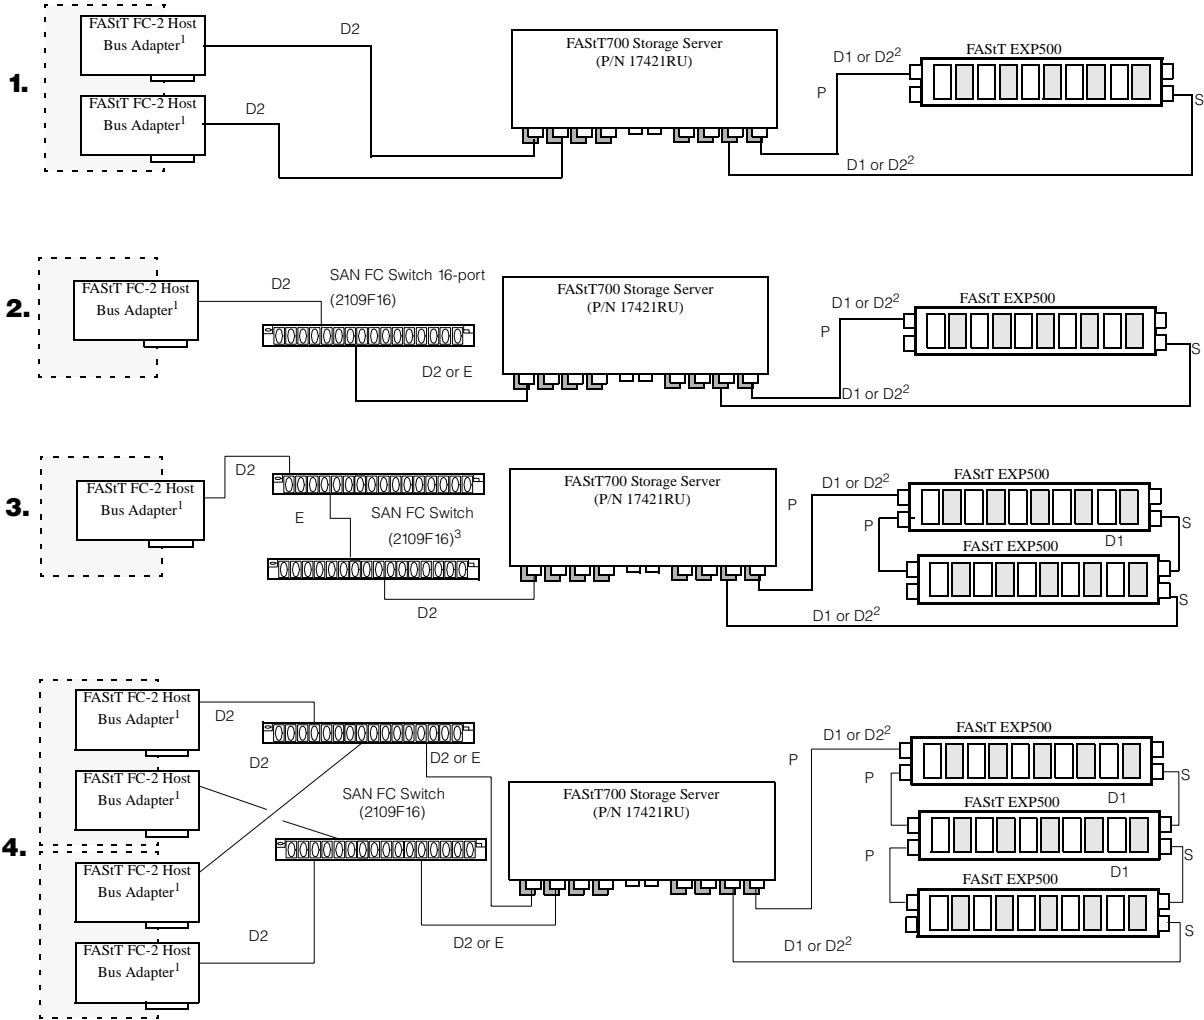 1.
FAStT FC-2 Host
Bus Adapter1
D2
FAStT FC-2 Host
Bus Adapter1
D2
FAStT700 Storage Server
(P/N 17421RU)
D1 or D2²
P
FAStT EXP500
S
D1 or D2²
2.
FAStT FC-2 Host
Bus Adapter1
D2
SAN FC Switch 16-port
(2109F16)
D2 or E
FAStT700 Storage Server
(P/N 17421RU)
D1 or D2²
P
FAStT EXP500
S
D1 or D2²
3.
FAStT FC-2 Host
Bus Adapter1
D2
E
SAN FC Switch
(2109F16)³
D2
FAStT700 Storage Server
(P/N 17421RU)
P
D1 or D2²
FAStT EXP500
P
S
D1
FAStT EXP500
S
D1 or D2²
4.
FAStT FC-2 Host
Bus Adapter1
D2
FAStT FC-2 Host
Bus Adapter1
D2
D2 or E
SAN FC Switch
(2109F16)
FAStT FC-2 Host
Bus Adapter1
FAStT FC-2 Host
Bus Adapter1
D2
D2 or E
FAStT700 Storage Server
(P/N 17421RU)
P
D1 or D2²
FAStT EXP500
P
S
D1
FAStT EXP500
P
S
D1
FAStT EXP500
S
D1 or D2²